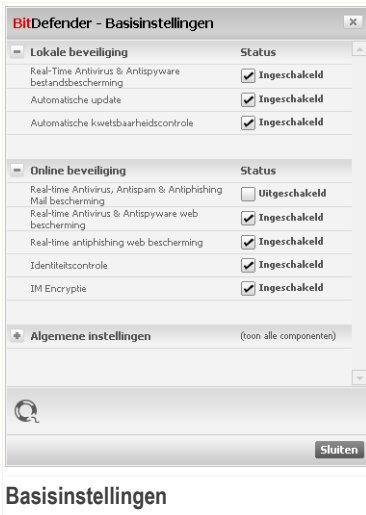 BitDefender - Basisinstellingen
Lokale beveiliging Status
Real-Time Antivirus & Antispyware
bestandsbescherming Ingeschakeld
Automatische update Ingeschakeld
Automatische kwetsbaarheidscontrole Ingeschakeld
Online beveiliging Status
Real-time Antivirus, Antispam & Antiphishing
Mail bescherming Uitgeschakeld
Real-time Antivirus & Antispyware web
bescherming Ingeschakeld
Real-time antiphishing web bescherming Ingeschakeld
Identiteitscontrole Ingeschakeld
IM Encryptie Ingeschakeld
Algemene instellingen (toon alle componenten)
Sluiten
Basisinstellingen